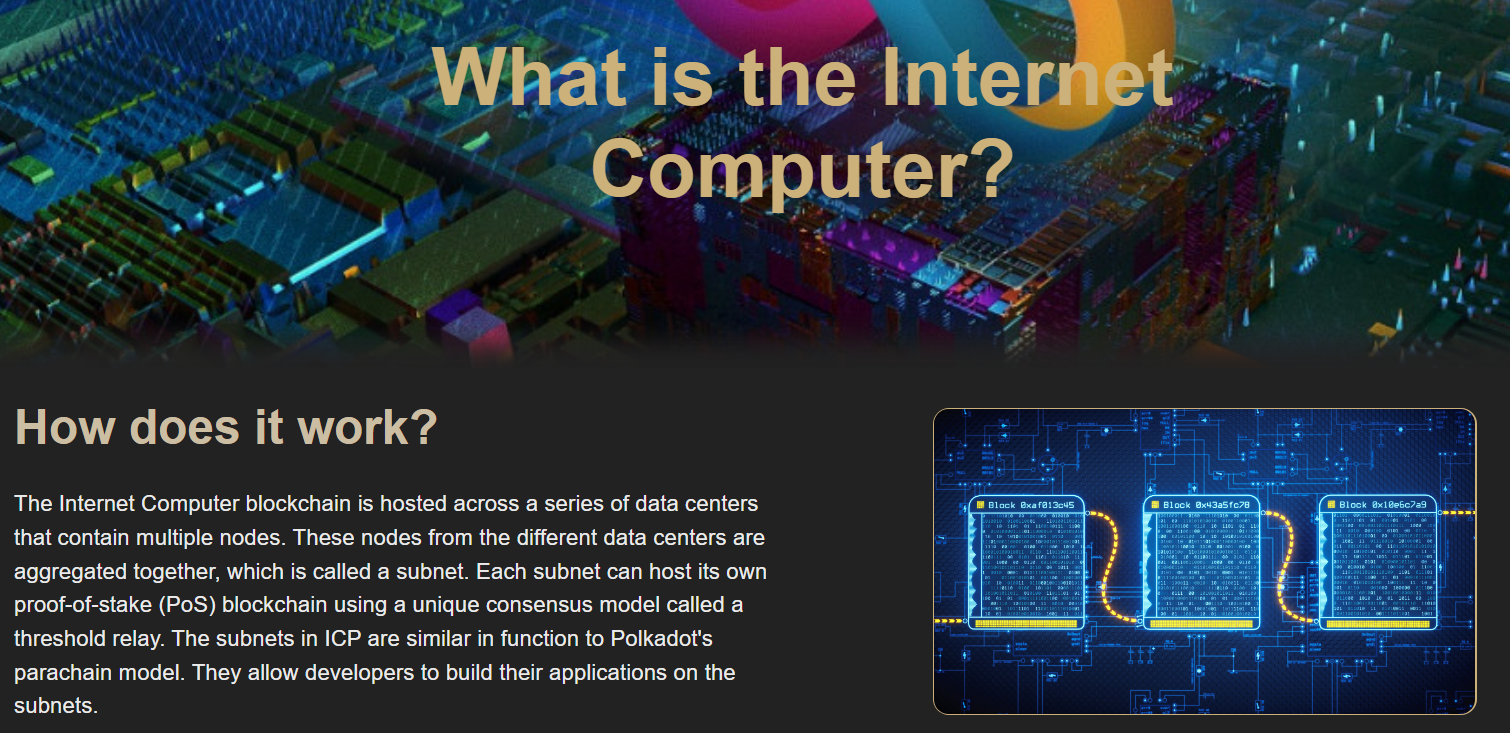 What is the Internet
Computer?
How does it work?
The Internet Computer blockchain is hosted across a series of data centers
that contain multiple nodes. These nodes from the different data centers are
aggregated together, which is called a subnet. Each subnet can host its own
proof-of-stake (PoS) blockchain using a unique consensus model called a
threshold relay. The subnets in ICP are similar in function to Polkadot's
parachain model. They allow developers to build their applications on the
subnets.
Block 0xaf013c45
Block 0x43a5fc78
Block 0x10e6c7a9